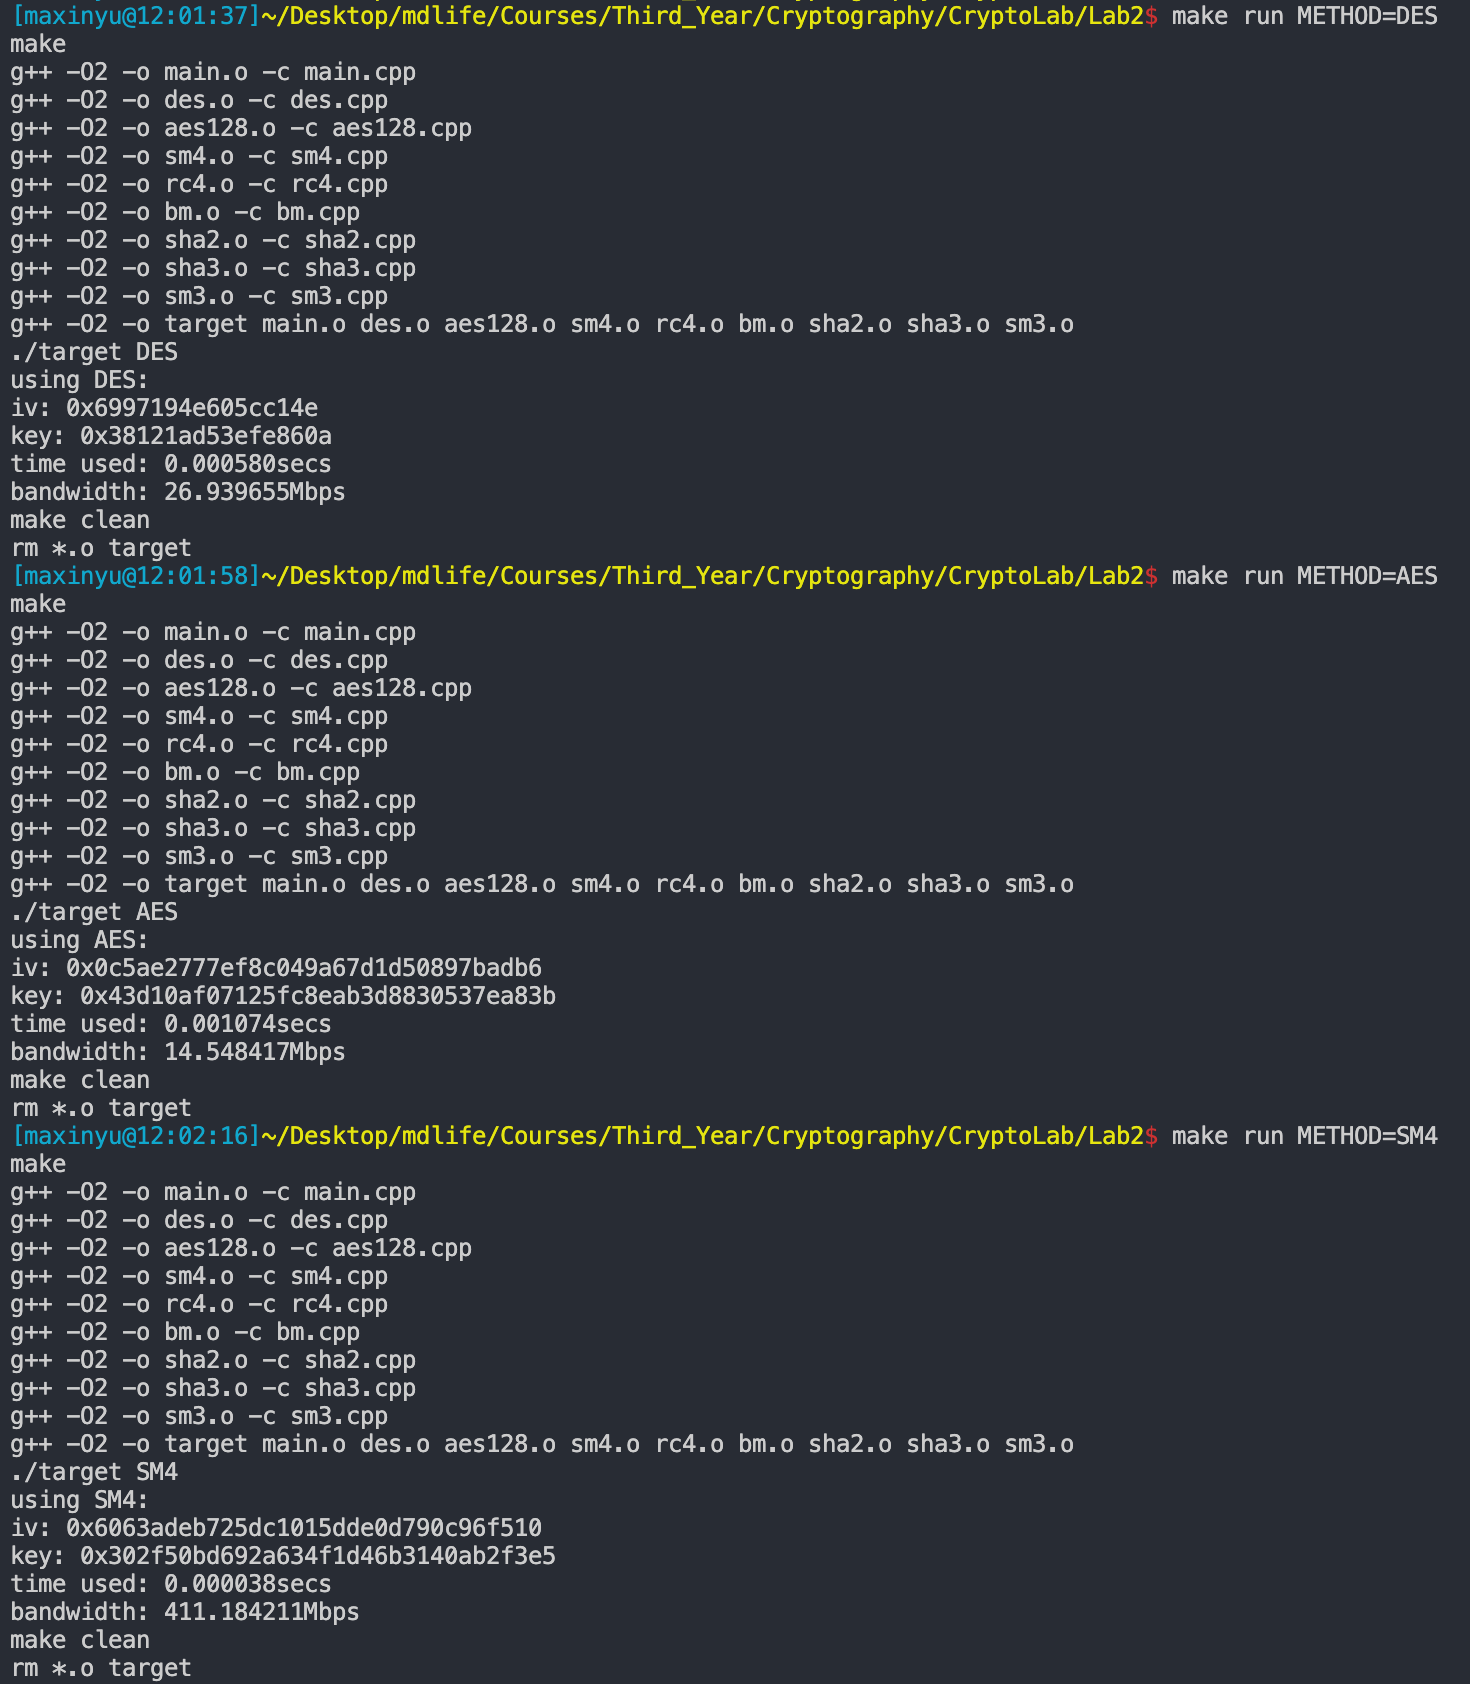 [maxinyu@12:01:37]~/Desktop/mdlife/Courses/Third_Year/Cryptography/CryptoLab/Lab2$ make run METHOD=DES
make
g++ -O2 -o main.o -c main.cpp
g++ -O2 -o des.o -c des.cpp
g++ -O2 -o aes128.o -c aes128.cpp
g++ -O2 -o sm4.o -c sm4.cpp
g++ -O2 -o rc4.o -c rc4.cpp
g++ -O2 -o bm.o -c bm.cpp
g++ -O2 -o sha2.o -c sha2.cpp
g++ -O2 -o sha3.o -c sha3.cpp
g++ -O2 -o sm3.o -c sm3.cpp
g++ -O2 -o target main.o des.o aes128.o sm4.o rc4.o bm.o sha2.o sha3.o sm3.o
./target DES
using DES:
iv: 0x6997194e605cc14e
key: 0x38121ad53efe860a
time used: 0.000580secs
bandwidth: 26.939655Mbps
make clean
rm *.o target
[maxinyu@12:01:58]~/Desktop/mdlife/Courses/Third_Year/Cryptography/CryptoLab/Lab2$ make run METHOD=AES
make
g++ -O2 -o main.o -c main.cpp
g++ -O2 -o des.o -c des.cpp
g++ -O2 -o aes128.o -c aes128.cpp
g++ -O2 -o sm4.o -c sm4.cpp
g++ -O2 -o rc4.o -c rc4.cpp
g++ -O2 -o bm.o -c bm.cpp
g++ -O2 -o sha2.o -c sha2.cpp
g++ -O2 -o sha3.o -c sha3.cpp
g++ -O2 -o sm3.o -c sm3.cpp
g++ -O2 -o target main.o des.o aes128.o sm4.o rc4.o bm.o sha2.o sha3.o sm3.o
./target AES
using AES:
iv: 0x0c5ae2777ef8c049a67d1d50897badb6
key: 0x43d10af07125fc8eab3d8830537ea83b
time used: 0.001074secs
bandwidth: 14.548417Mbps
make clean
rm *.o target
[maxinyu@12:02:16]~/Desktop/mdlife/Courses/Third_Year/Cryptography/CryptoLab/Lab2$ make run METHOD=SM4
make
g++ -O2 -o main.o -c main.cpp
g++ -O2 -o des.o -c des.cpp
g++ -O2 -o aes128.o -c aes128.cpp
g++ -O2 -o sm4.o -c sm4.cpp
g++ -O2 -o rc4.o -c rc4.cpp
g++ -O2 -o bm.o -c bm.cpp
g++ -O2 -o sha2.o -c sha2.cpp
g++ -O2 -o sha3.o -c sha3.cpp
g++ -O2 -o sm3.o -c sm3.cpp
g++ -O2 -o target main.o des.o aes128.o sm4.o rc4.o bm.o sha2.o sha3.o sm3.o
./target SM4
using SM4:
iv: 0x6063adeb725dc1015dde0d790c96f510
key: 0x302f50bd692a634f1d46b3140ab2f3e5
time used: 0.000038secs
bandwidth: 411.184211Mbps
make clean
rm *.o target